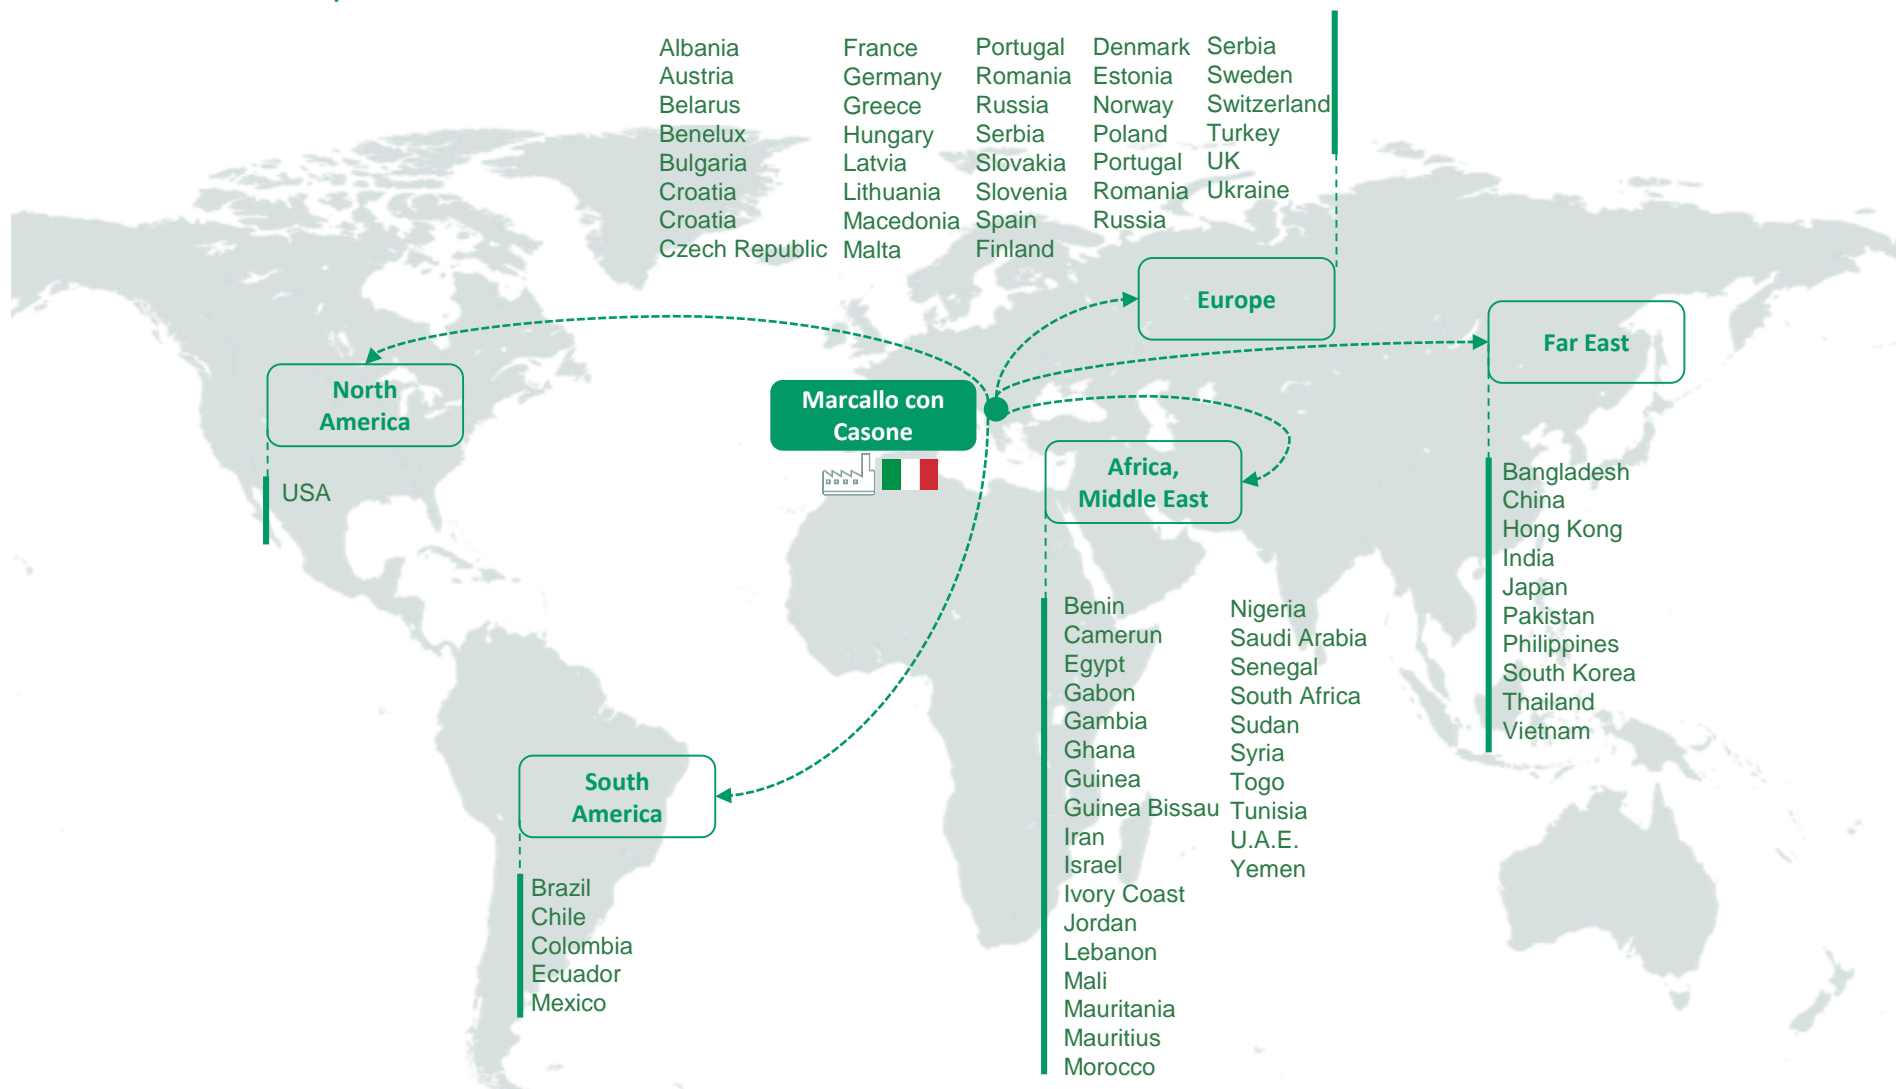 Albania
Austria
Belarus
Benelux
Bulgaria
Croatia
Croatia
Czech Republic
France
Germany
Greece
Hungary
Latvia
Lithuania
Macedonia
Malta
Portugal
Romania
Russia
Serbia
Slovakia
Slovenia
Spain
Finland
Denmark
Estonia
Norway
Poland
Portugal
Romania
Russia
Serbia
Sweden
Switzerland
Turkey
UK
Ukraine
Europe
Far East
North
America
Marcallo con
Casone
Africa,
Middle East
USA
Bangladesh
China
Hong Kong
India
Japan
Pakistan
Philippines
South Korea
Thailand
Vietnam
Benin
Camerun
Egypt
Gabon
Gambia
Ghana
Guinea
Guinea Bissau
Iran
Israel
Ivory Coast
Jordan
Lebanon
Mali
Mauritania
Mauritius
Morocco
Nigeria
Saudi Arabia
Senegal
South Africa
Sudan
Syria
Togo
Tunisia
U.A.E.
Yemen
South
America
Brazil
Chile
Colombia
Ecuador
Mexico